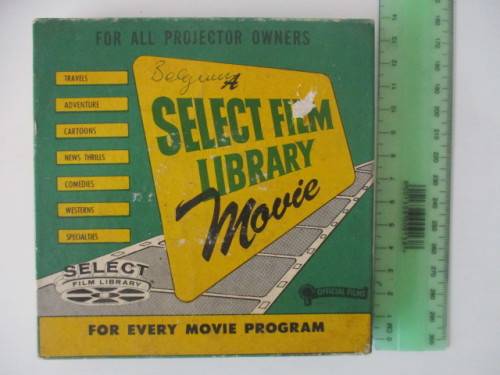 FOR ALL PROJECTOR OWNERS
Belgium A
SELECT FILM
LIBRARY
Movie
TRAVELS
ADVENTURE
CARTOONS
NEWS THRILLS
COMEDIES
WESTERNS
SPECIALTIES
SELECT
FILM LIBRARY
OFFICIAL FILMS
FOR EVERY MOVIE PROGRAM